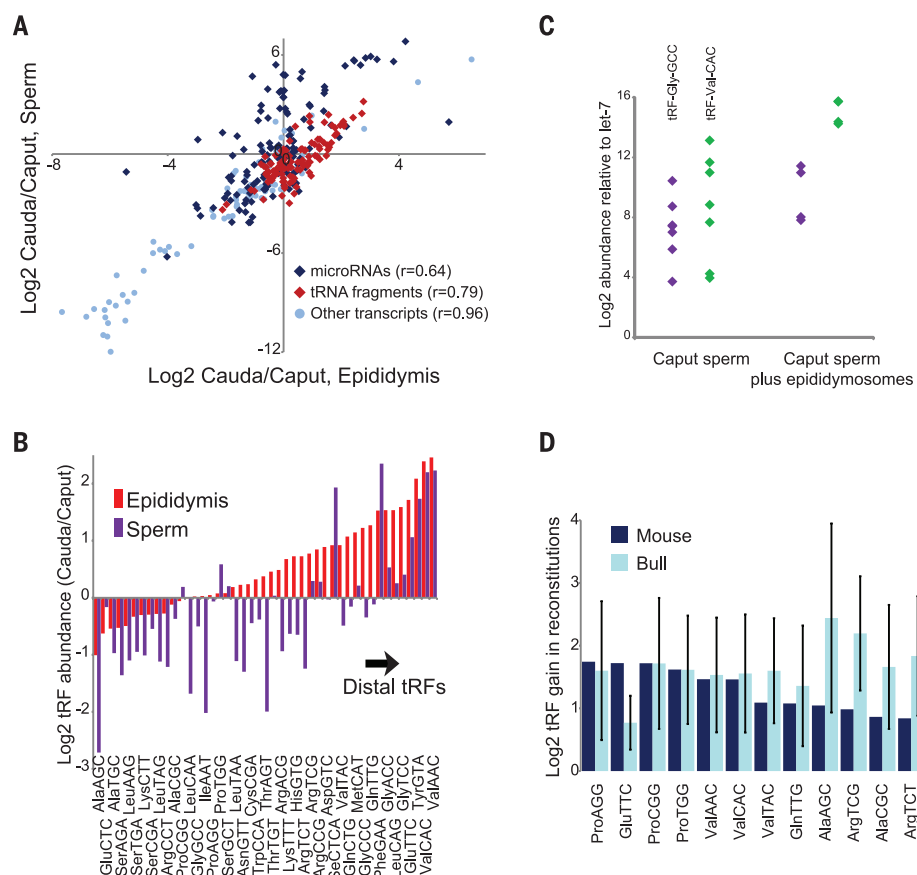 A
Log2 Cauda/Caput, Sperm
6
-8
-4
0
4
-6
-12
microRNAs (r=0.64)
tRNA fragments (r=0.79)
Other transcripts (r=0.96)
Log2 Cauda/Caput, Epididymis
C
tRF-Gly-GCC
tRF-Val-CAC
Log2 abundance relative to let-7
16
12
8
4
0
Caput sperm
Caput sperm
plus epididymosomes
B
Log2 tRF abundance (Cauda/Caput)
2
1
0
-1
-2
-3
Epididymis
Sperm
Distal tRFs
AlaAGC
GluCTC
AlaTGC
SerAGA
LeuAAG
SerTGA
LysCTT
SerCGA
LeuTAG
ArgCCT
AlaCGC
ProCGG
LeuCAA
GlyGCC
IleAAT
ProAGG
ProTGG
SerGCT
LeuTAA
AsnGTT
CysGCA
TrpCCA
ThrAGT
ThrTGT
ArgACG
LysTTT
HisGTG
ArgTCT
ArgTCG
ArgCCG
AspGTC
SeCTCA
ValTAC
GlnCTG
MetCAT
GlyCCC
GlnTTG
PheGAA
GlyACC
LeuCAG
GlyTCC
GluTTC
TyrGTA
ValCAC
ValAAC
D
Log2 tRF gain in reconstitutions
4
3
2
1
0
Mouse
Bull
ProAGG
GluTTC
ProCGG
ProTGG
ValAAC
ValCAC
ValTAC
GlnTTG
AlaAGC
ArgTCG
AlaCGC
ArgTCT